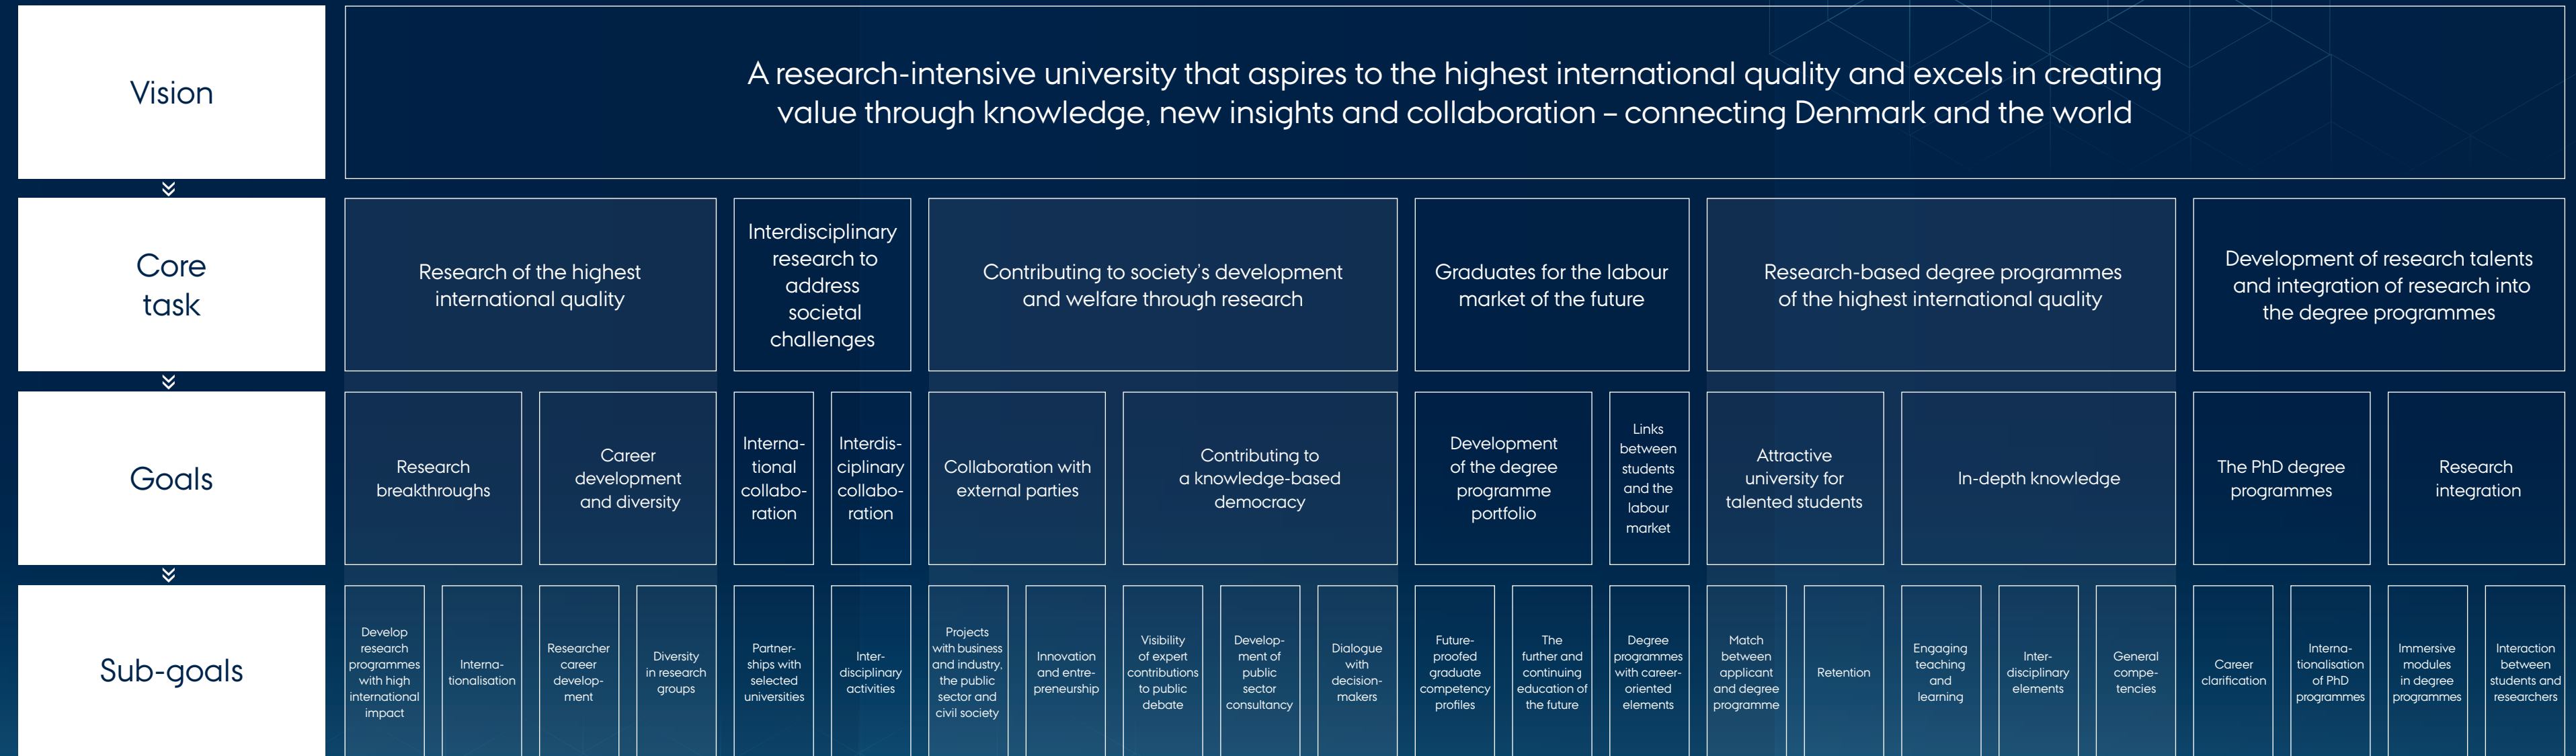 Vision
A research-intensive university that aspires to the highest international quality and excels in creating
value through knowledge, new insights and collaboration – connecting Denmark and the world
Core
task
Research of the highest
international quality
Interdisciplinary
research to
address
societal
challenges
Contributing to society's development
and welfare through research
Graduates for the labour
market of the future
Research-based degree programmes
of the highest international quality
Development of research talents
and integration of research into
the degree programmes
Goals
Research
breakthroughs
Career
development
and diversity
Interna-
tional
collabo-
ration
Interdis-
ciplinary
collabo-
ration
Collaboration with
external parties
Contributing to
a knowledge-based
democracy
Development
of the degree
programme
portfolio
Links
between
students
and the
labour
market
Attractive
university for
talented students
In-depth knowledge
The PhD degree
programmes
Research
integration
Sub-goals
Develop
research
programmes
with high
international
impact
Interna-
tionalisation
Researcher
career
develop-
ment
Diversity
in research
groups
Partner-
ships with
selected
universities
Inter-
disciplinary
activities
Projects
with business
and industry,
the public
sector and
civil society
Innovation
and entre-
preneurship
Visibility
of expert
contributions
to public
debate
Develop-
ment of
public
sector
consultancy
Dialogue
with
decision-
makers
Future-
proofed
graduate
competency
profiles
The
further and
continuing
education of
the future
Degree
programmes
with career-
oriented
elements
Match
between
applicant
and degree
programme
Retention
Engaging
teaching
and
learning
Inter-
disciplinary
elements
General
compe-
tencies
Career
clarification
Interna-
tionalisation
of PhD
programmes
Immersive
modules
in degree
programmes
Interaction
between
students and
researchers